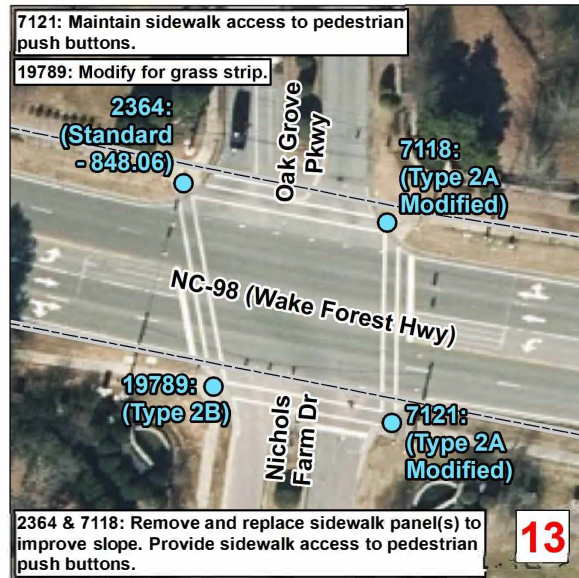 7121: Maintain sidewalk access to pedestrian
push buttons.
19789: Modify for grass strip.
2364:
(Standard
- 848.06)
Oak Grove
Pkwy
7118:
(Type 2A
Modified)
NC-98 (Wake Forest Hwy)
19789:
(Type 2B)
Nichols
Farm Dr
7121:
(Type 2A
Modified)
2364 & 7118: Remove and replace sidewalk panel(s) to
improve slope. Provide sidewalk access to pedestrian
push buttons.
13